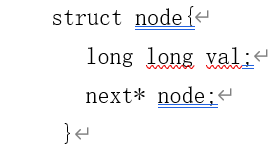 struct node{
long long val;
next* node;
}